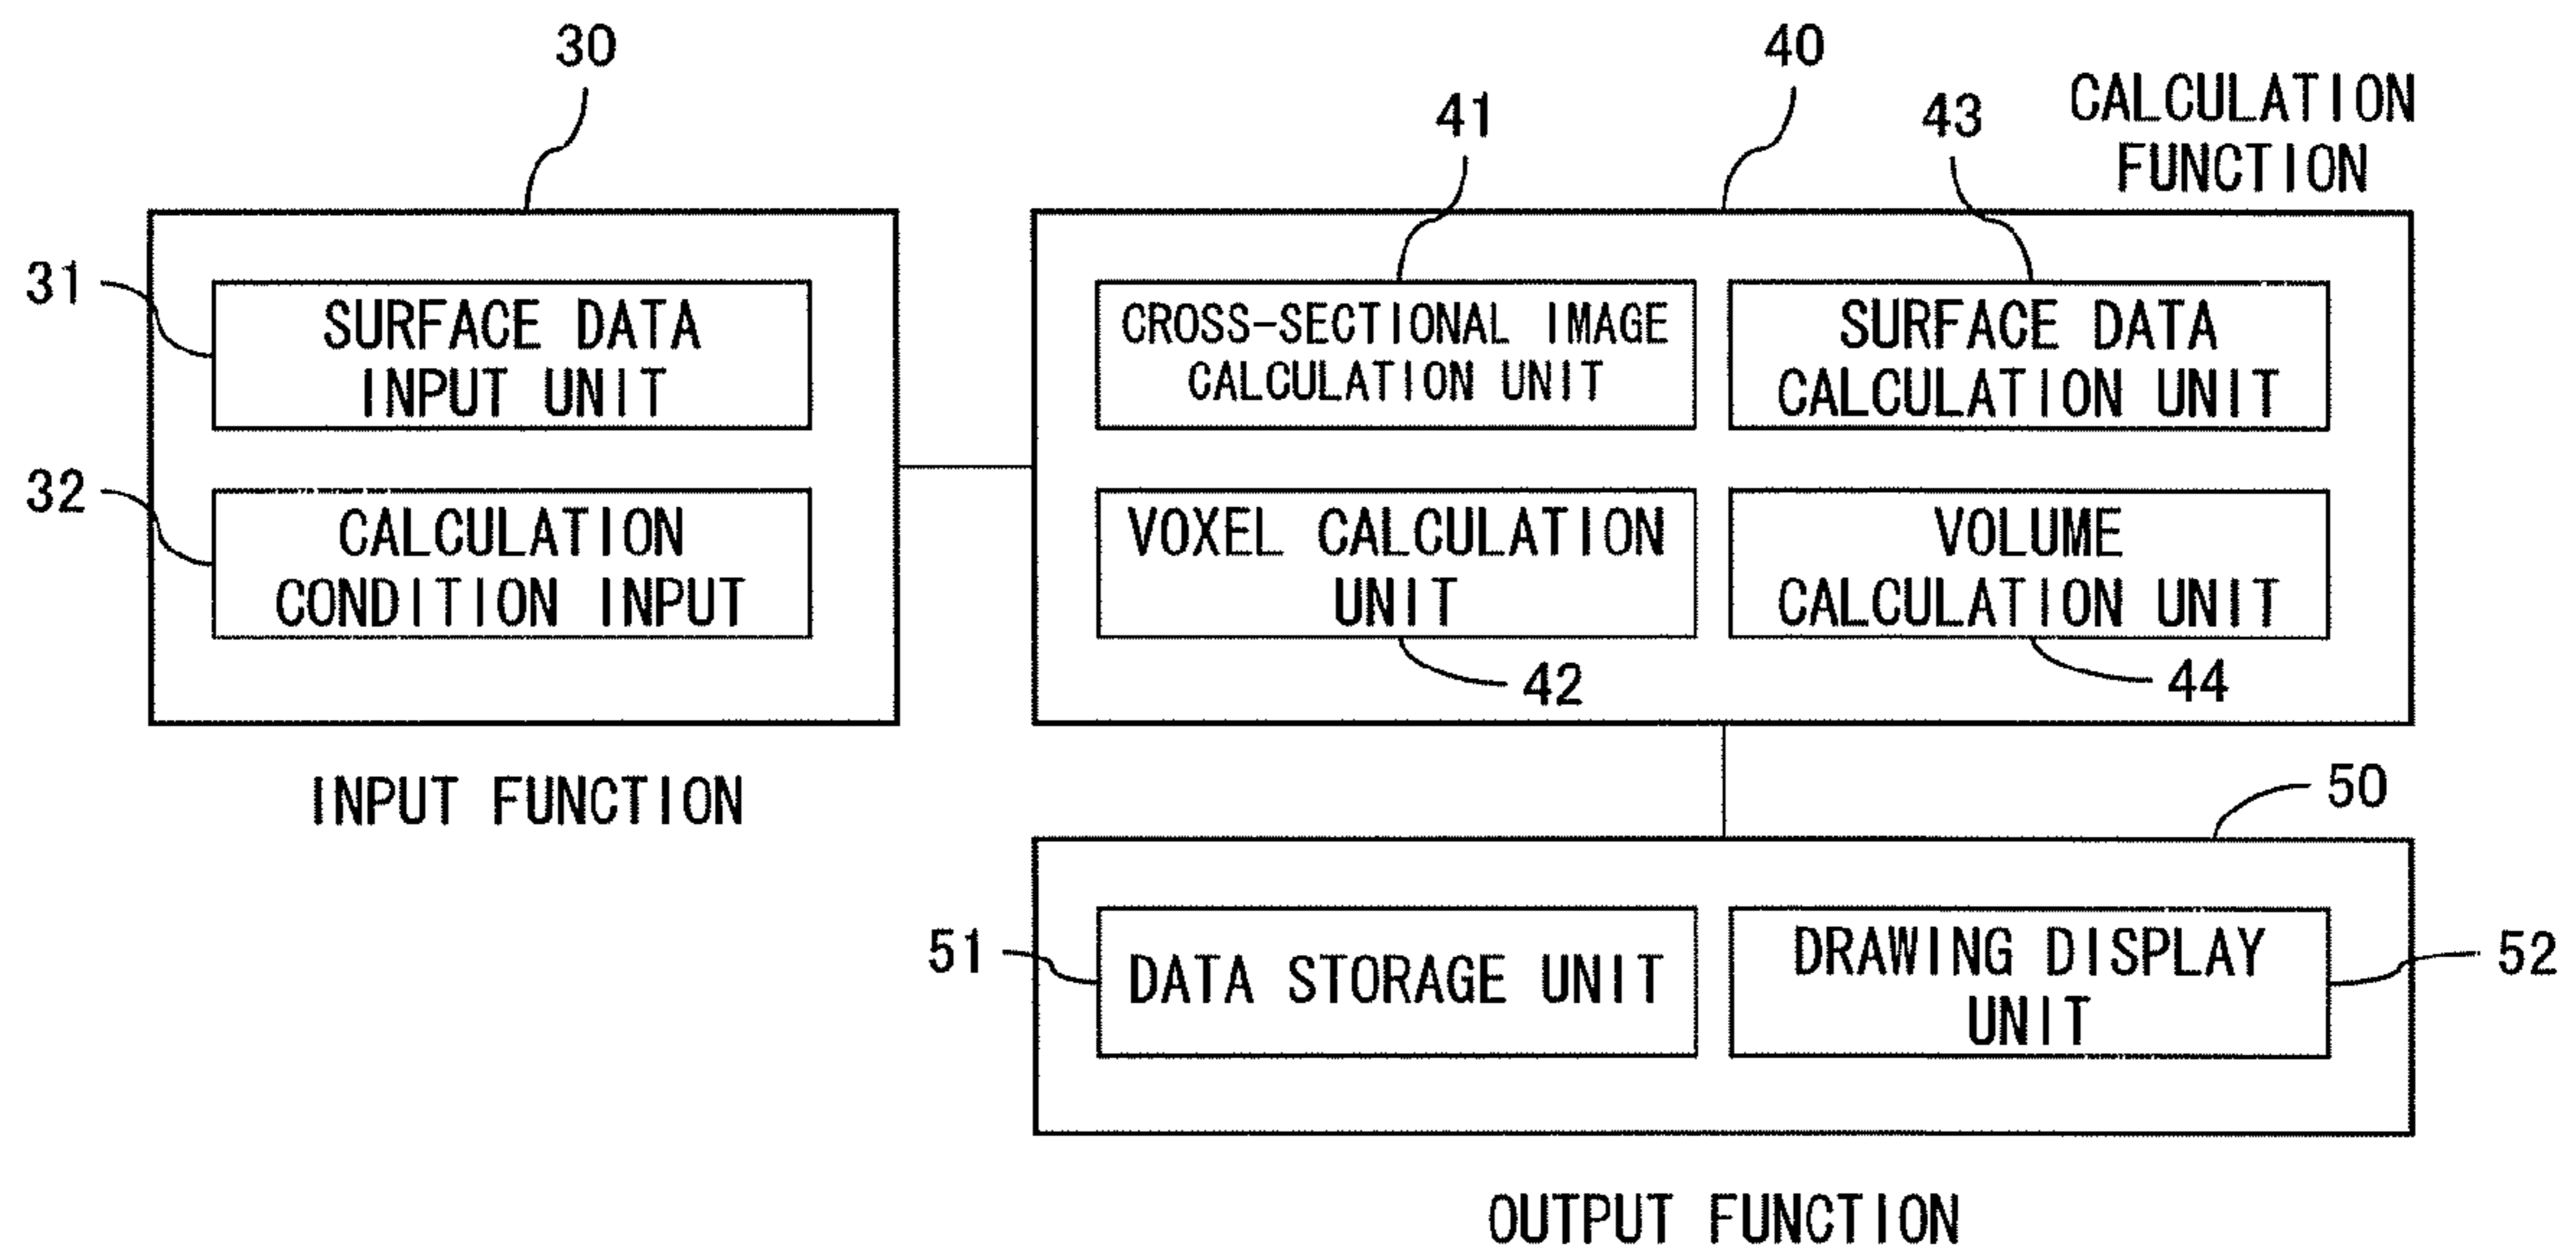 30
40
CALCULATION
FUNCTION
41
43
31
SURFACE DATA
INPUT UNIT
CROSS-SECTIONAL IMAGE
CALCULATION UNIT
SURFACE DATA
CALCULATION UNIT
32
CALCULATION
CONDITION INPUT
VOXEL CALCULATION
UNIT
VOLUME
CALCULATION UNIT
42
44
INPUT FUNCTION
50
51
DATA STORAGE UNIT
DRAWING DISPLAY
UNIT
52
OUTPUT FUNCTION